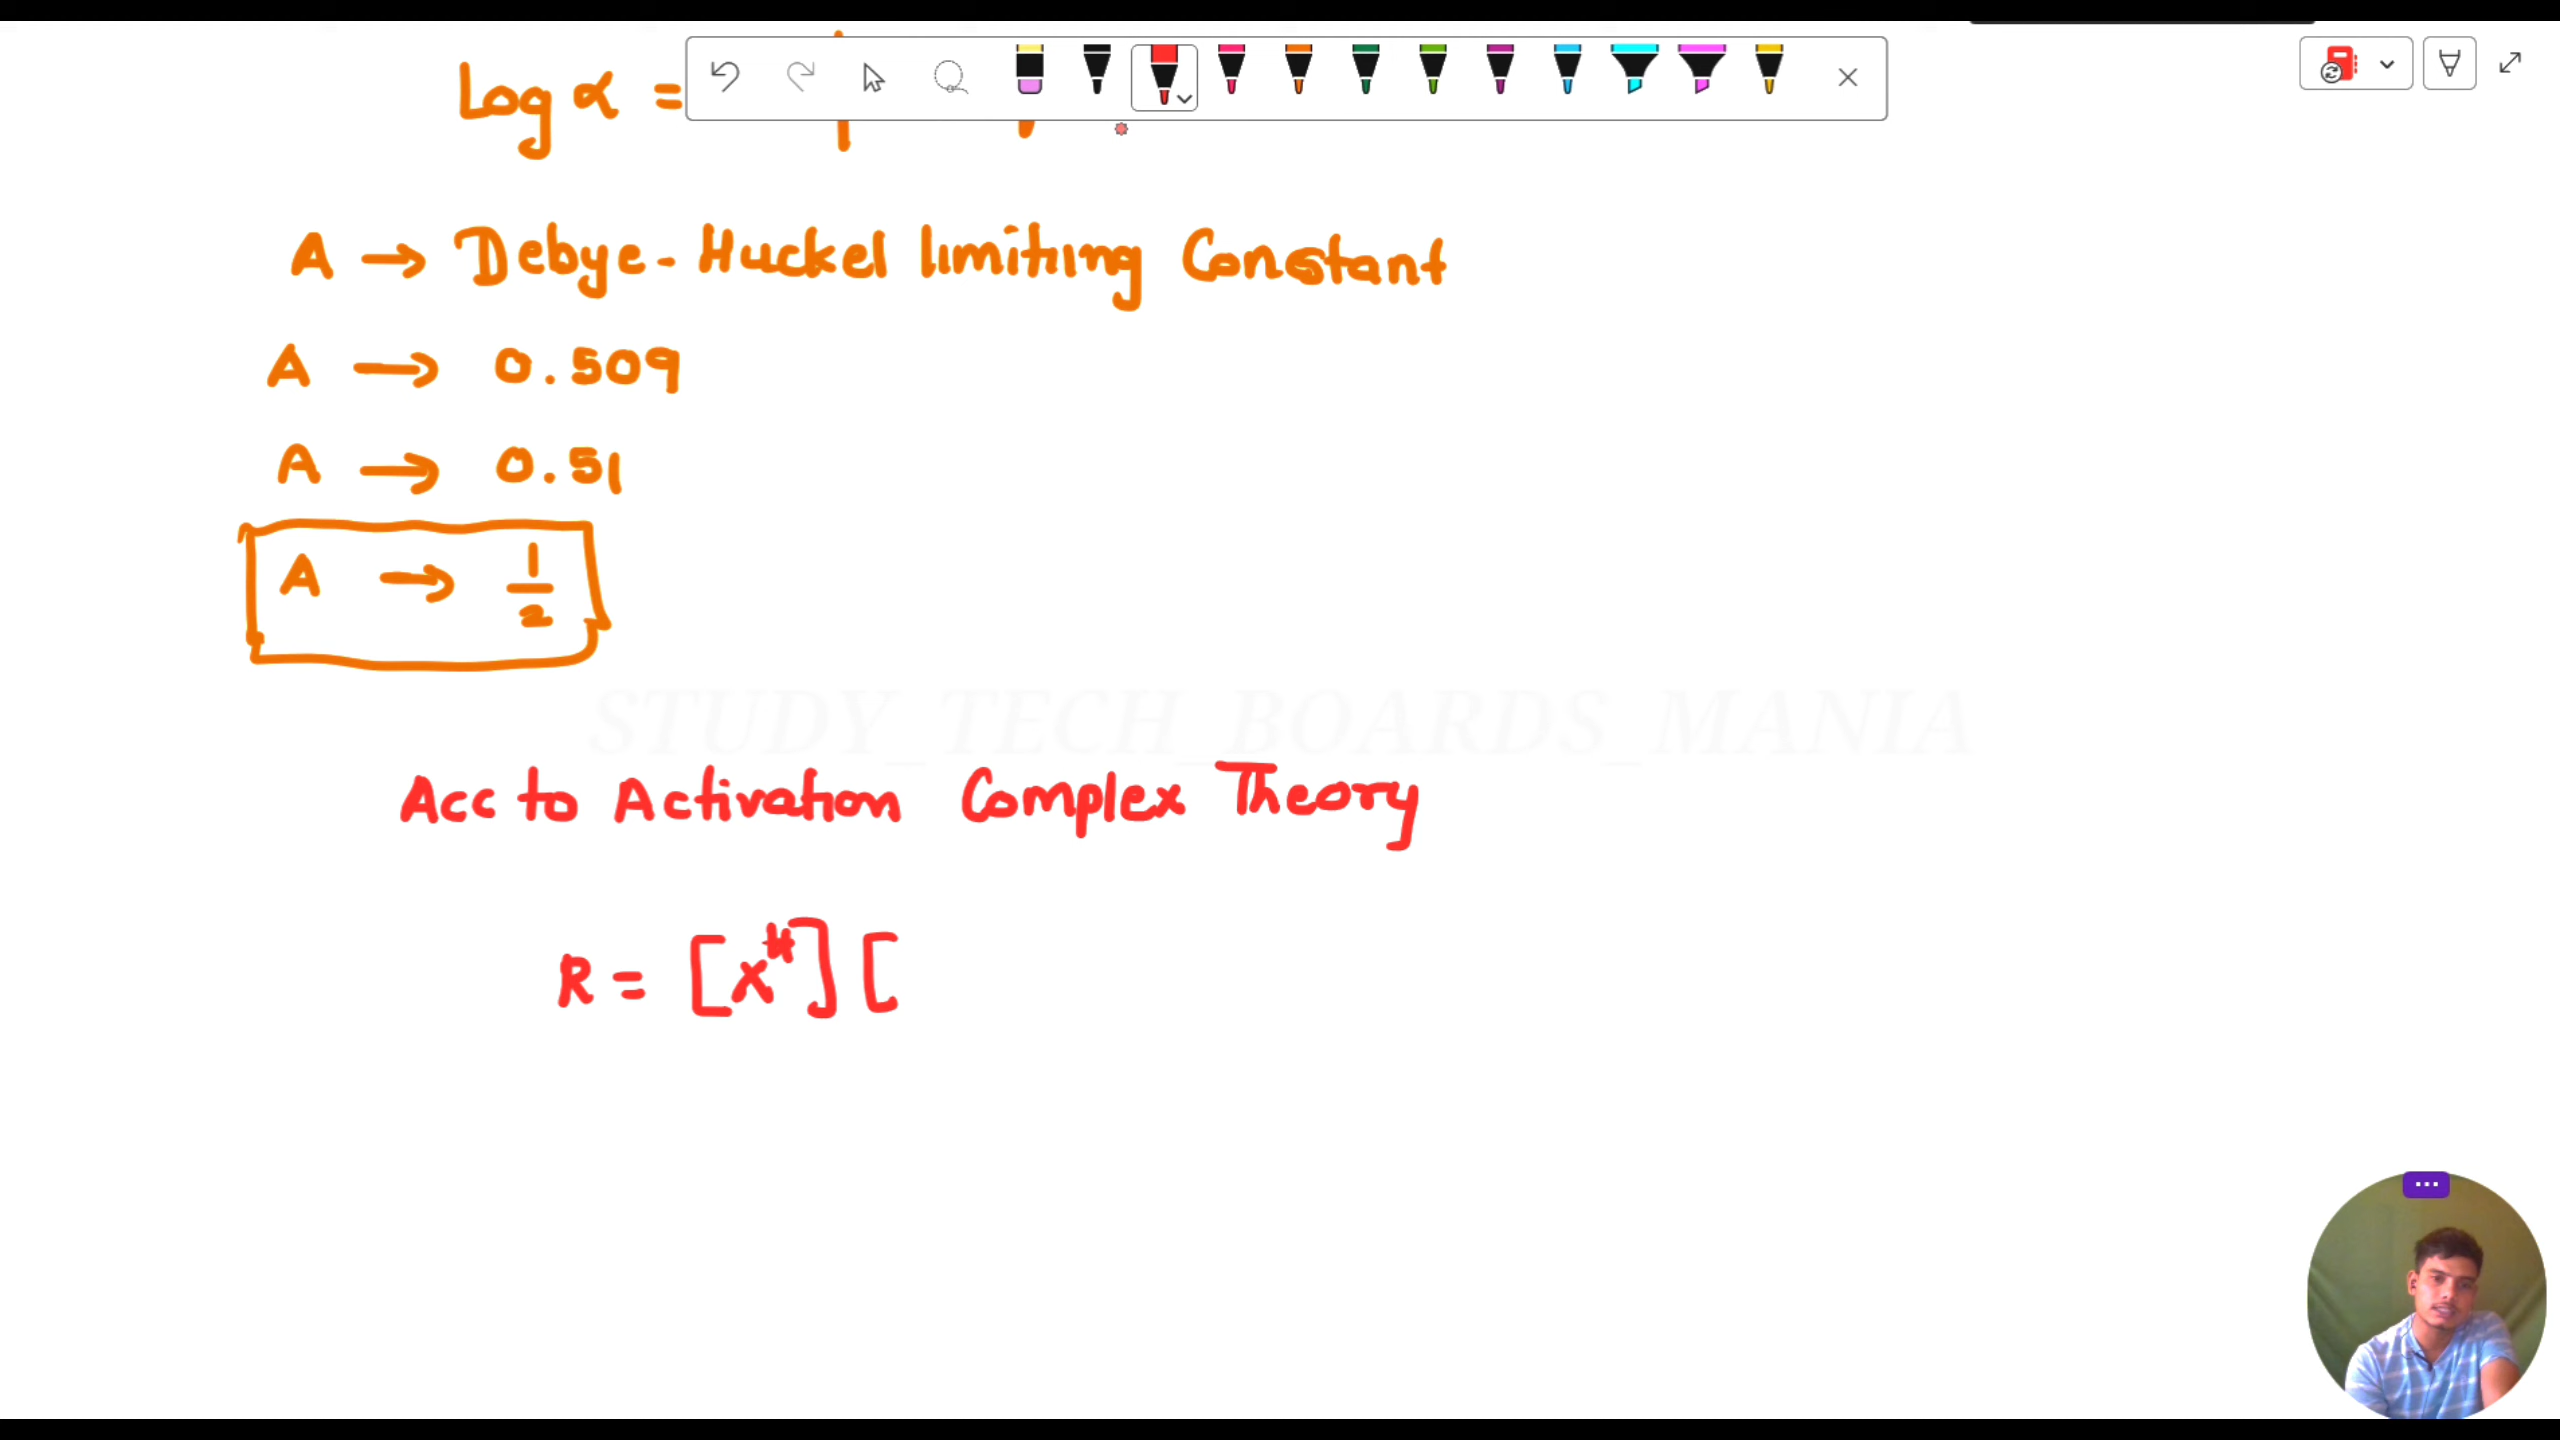 Log α =
A → Debye-Huckel limiting Constant
A → 0.509
A → 0.51
A → 1/2
STUDY_TECH_BOARDS_MANIA
Acc to Activation Complex Theory
R = [x#] [